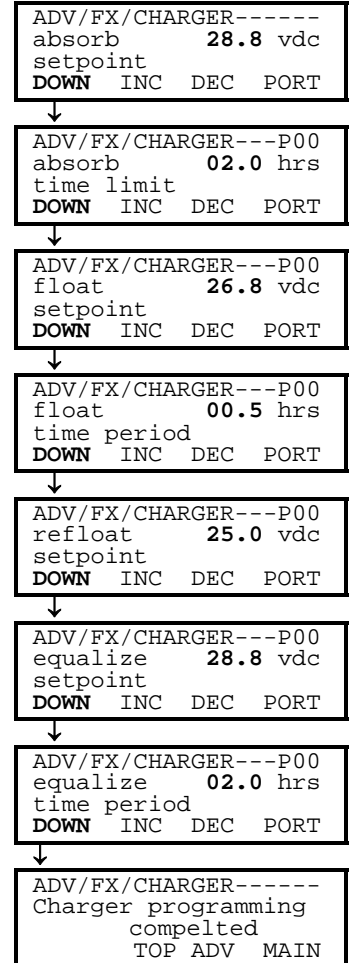 ADV/FX/CHARGER------
absorb 28.8 vdc
setpoint
DOWN INC DEC PORT
ADV/FX/CHARGER---P00
absorb 02.0 hrs
time limit
DOWN INC DEC PORT
ADV/FX/CHARGER---P00
float 26.8 vdc
setpoint
DOWN INC DEC PORT
ADV/FX/CHARGER---P00
float 00.5 hrs
time period
DOWN INC DEC PORT
ADV/FX/CHARGER---P00
refloat 25.0 vdc
setpoint
DOWN INC DEC PORT
ADV/FX/CHARGER---P00
equalize 28.8 vdc
setpoint
DOWN INC DEC PORT
ADV/FX/CHARGER---P00
equalize 02.0 hrs
time period
DOWN INC DEC PORT
ADV/FX/CHARGER------
Charger programming
compelted
TOP ADV MAIN